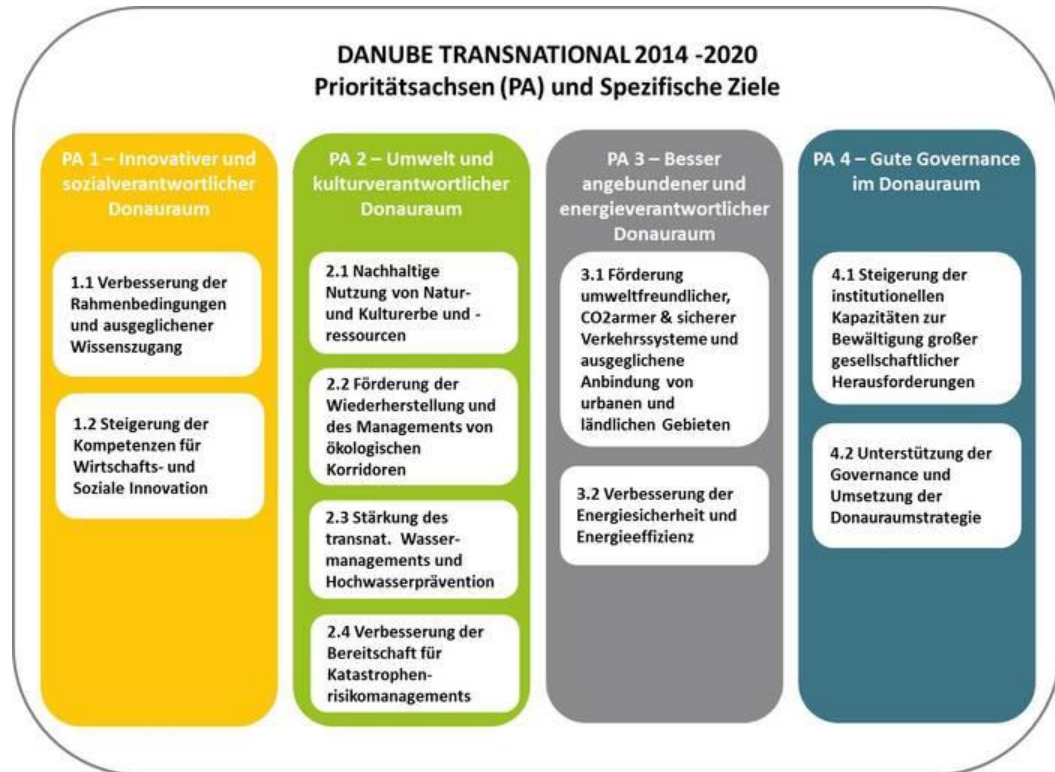 DANUBE TRANSNATIONAL 2014 -2020
Prioritätsachsen (PA) und Spezifische Ziele
PA 1 – Innovativer und
sozialverantwortlicher
Donauraum
1.1 Verbesserung der
Rahmenbedingungen
und ausgeglichener
Wissenszugang
1.2 Steigerung der
Kompetenzen für
Wirtschafts- und
Soziale Innovation
PA 2 – Umwelt und
kulturverantwortlicher
Donauraum
2.1 Nachhaltige
Nutzung von Natur-
und Kulturerbe und -
ressourcen
2.2 Förderung der
Wiederherstellung und
des Managements von
ökologischen
Korridoren
2.3 Stärkung des
transnat. Wasser-
managements und
Hochwasserprävention
2.4 Verbesserung der
Bereitschaft für
Katastrophen-
risikomanagements
PA 3 – Besser
angebundener und
energieverantwortlicher
Donauraum
3.1 Förderung
umweltfreundlicher,
CO2armer & sicherer
Verkehrssysteme und
ausgeglichene
Anbindung von
urbanen und
ländlichen Gebieten
3.2 Verbesserung der
Energiesicherheit und
Energieeffizienz
PA 4 – Gute Governance
im Donauraum
4.1 Steigerung der
institutionellen
Kapazitäten zur
Bewältigung großer
gesellschaftlicher
Herausforderungen
4.2 Unterstützung der
Governance und
Umsetzung der
Donauraumstrategie